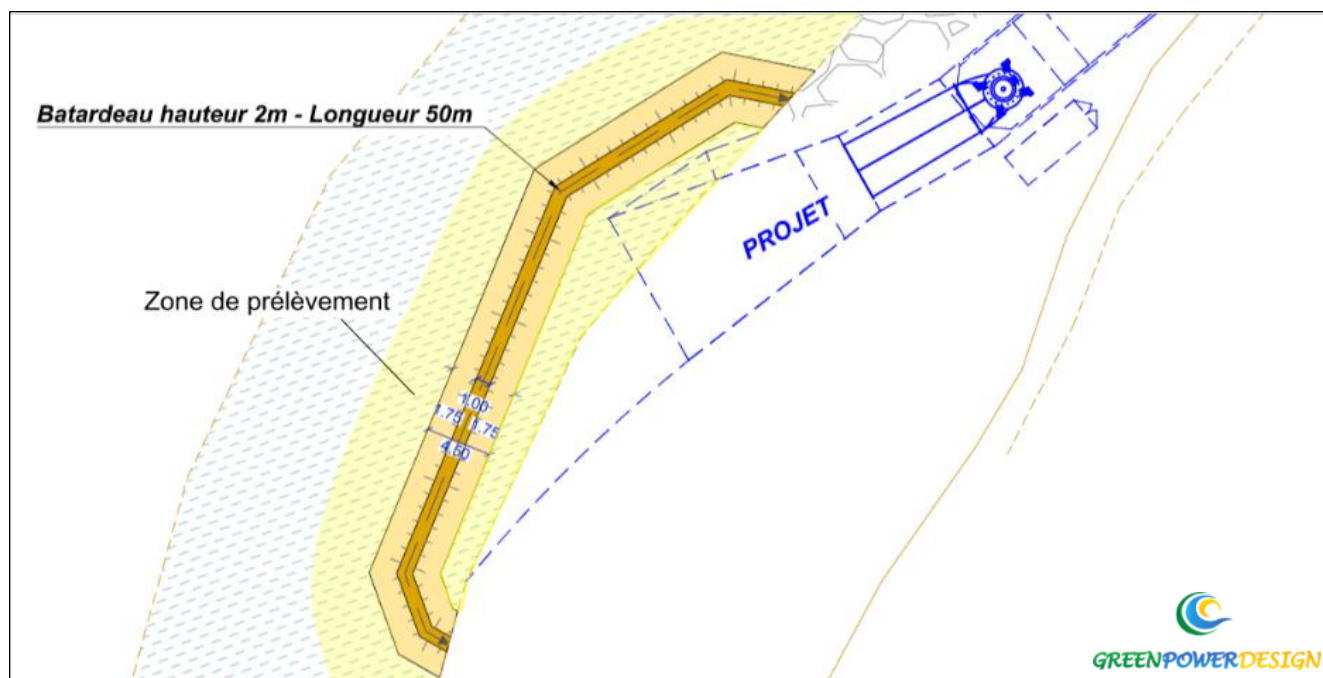 Batardeau hauteur 2m - Longueur 50m
PROJET
Zone de prélèvement
1.00
1.75 1.75
4.50
GREENPOWERDESIGN